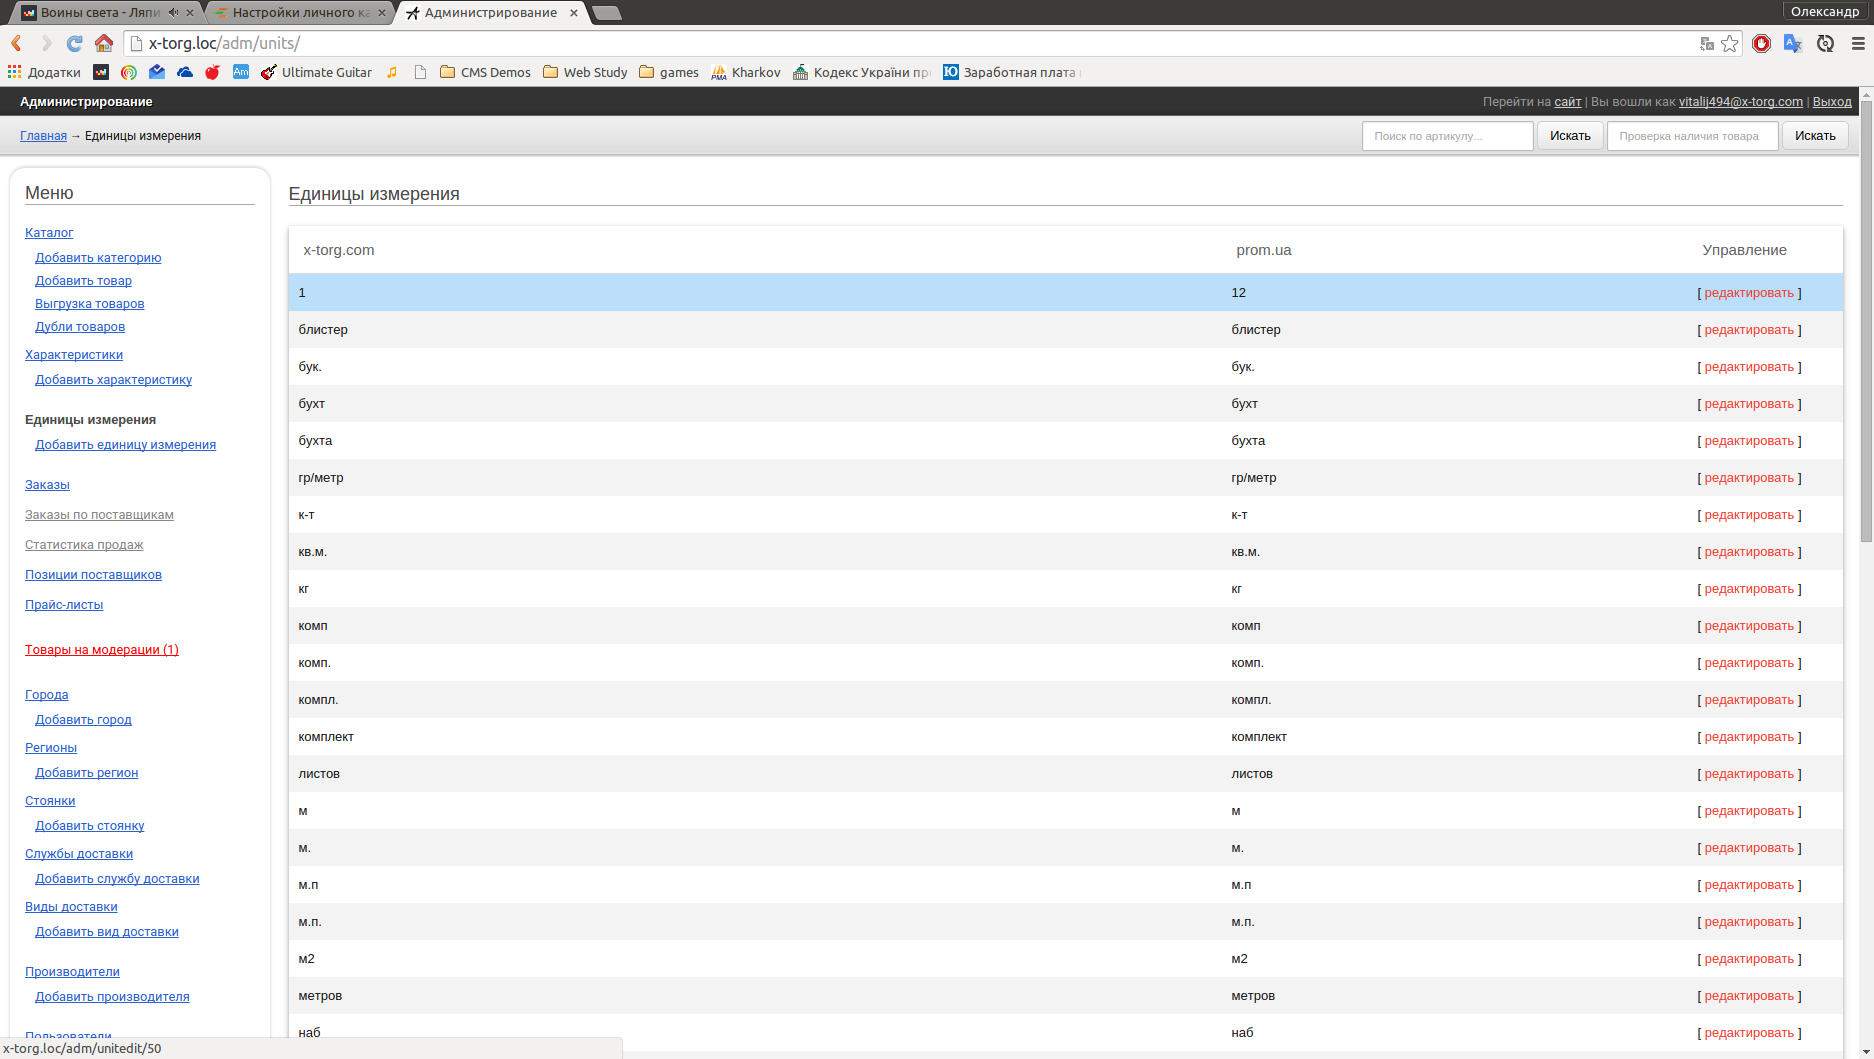 Воины света - Ляпи
Настройки личного ка
Администрирование
Олександр
x-torg.loc/adm/units/
Додатки
Am
Ultimate Guitar
CMS Demos
Web Study
games
PMA
Kharkov
Кодекс України пр
Ю
Заработная плата
Администрирование
Перейти на сайт | Вы вошли как vitalij494@x-torg.com | Выход
Главная → Единицы измерения
Поиск по артикулу...
Искать
Проверка наличия товара
Искать
Меню
Каталог
Добавить категорию
Добавить товар
Выгрузка товаров
Дубли товаров
Характеристики
Добавить характеристику
Единицы измерения
Добавить единицу измерения
Заказы
Заказы по поставщикам
Статистика продаж
Позиции поставщиков
Прайс-листы
Товары на модерации (1)
Города
Добавить город
Регионы
Добавить регион
Стоянки
Добавить стоянку
Службы доставки
Добавить службу доставки
Виды доставки
Добавить вид доставки
Производители
Добавить производителя
Пользователи
Единицы измерения
x-torg.com prom.ua Управление
1 12 [ редактировать ]
блистер блистер [ редактировать ]
бук. бук. [ редактировать ]
бухт бухт [ редактировать ]
бухта бухта [ редактировать ]
гр/метр гр/метр [ редактировать ]
к-т к-т [ редактировать ]
кв.м. кв.м. [ редактировать ]
кг кг [ редактировать ]
комп комп [ редактировать ]
комп. комп. [ редактировать ]
компл. компл. [ редактировать ]
комплект комплект [ редактировать ]
листов листов [ редактировать ]
м м [ редактировать ]
м. м. [ редактировать ]
м.п м.п [ редактировать ]
м.п. м.п. [ редактировать ]
м2 м2 [ редактировать ]
метров метров [ редактировать ]
наб наб [ редактировать ]
x-torg.loc/adm/unitedit/50